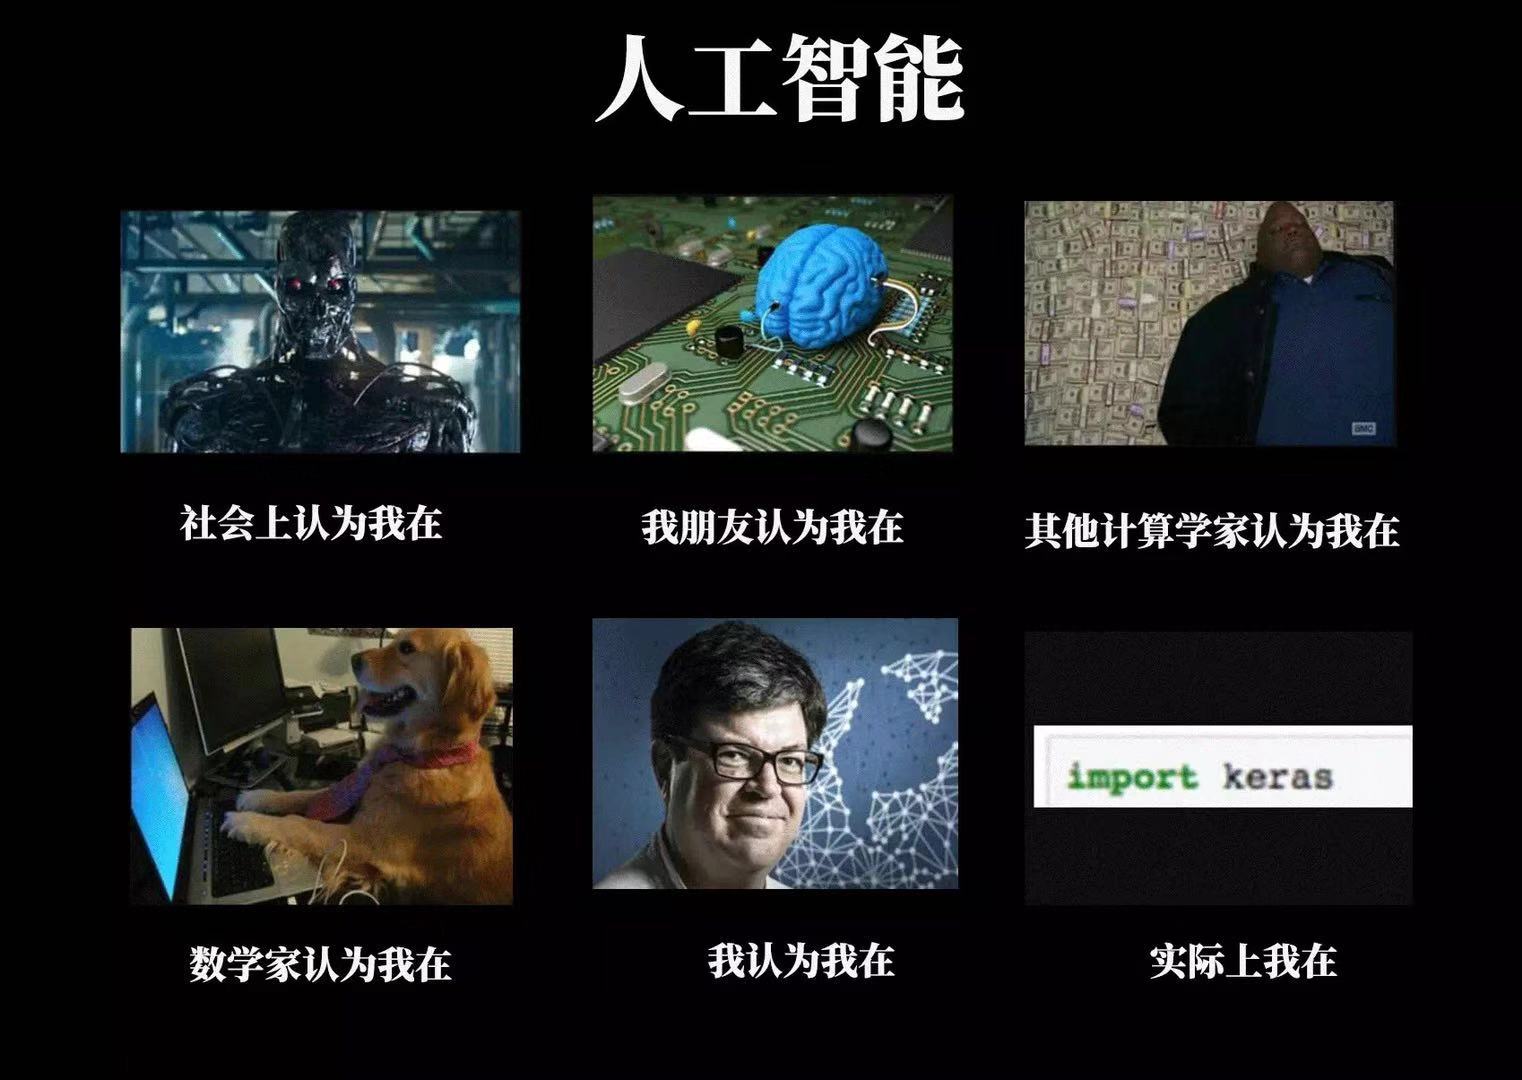 人工智能
社会上认为我在
我朋友认为我在
其他计算学家认为我在
AMC
数学家认为我在
我认为我在
import keras
实际上我在